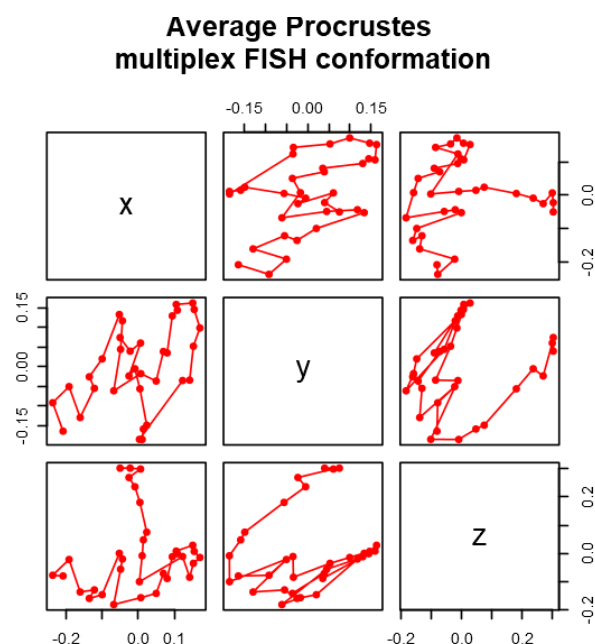 Average Procrustes
multiplex FISH conformation
-0.15 0.00 0.15
x
0.0
-0.2
0.15
0.00
-0.15
y
z
0.2
0.0
-0.2
-0.2 0.0 0.1
-0.2 0.0 0.2